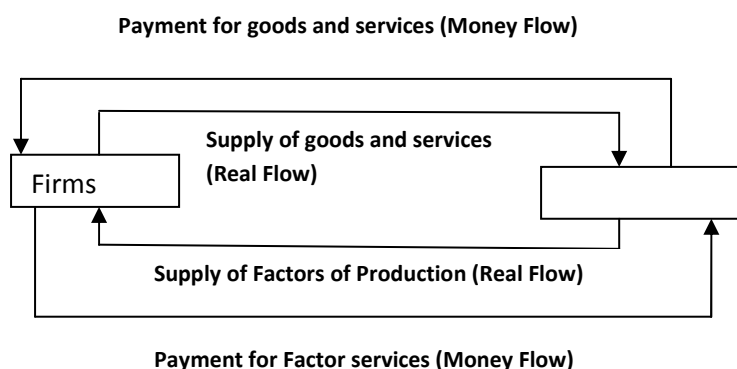 Payment for goods and services (Money Flow)
Supply of goods and services
(Real Flow)
Firms
Supply of Factors of Production (Real Flow)
Payment for Factor services (Money Flow)